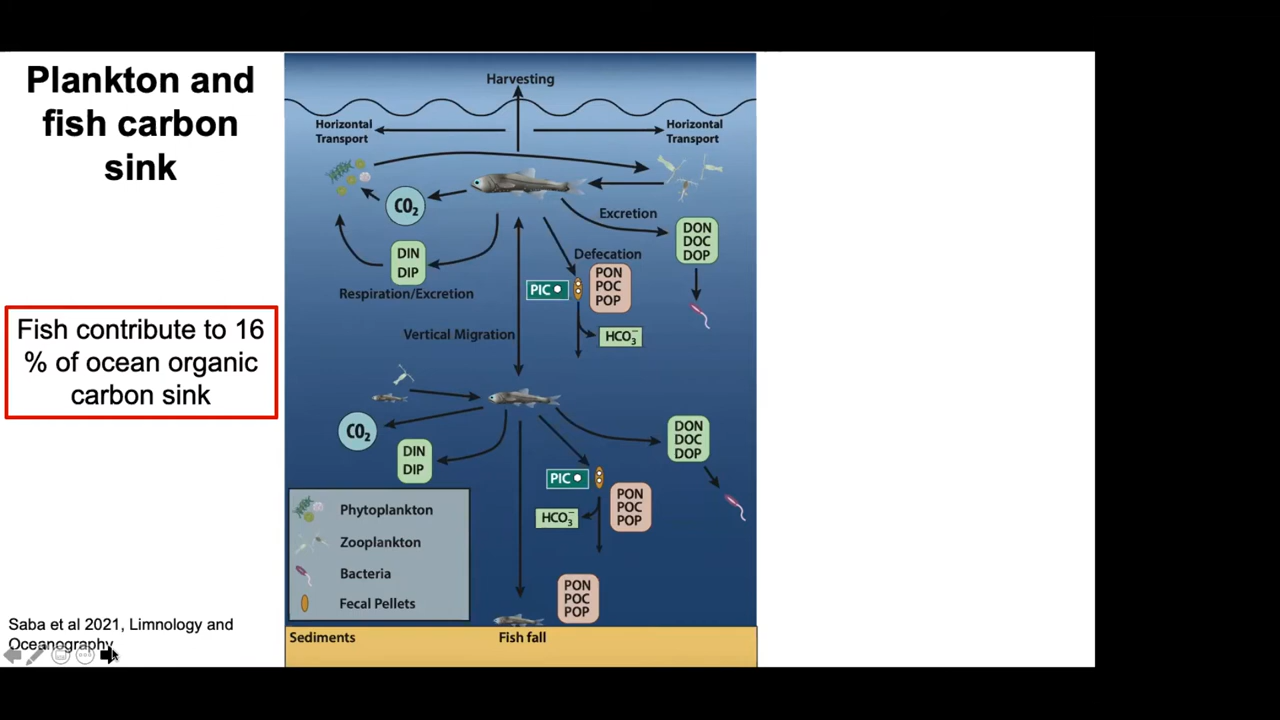 Plankton and
fish carbon
sink
Fish contribute to 16
% of ocean organic
carbon sink
Saba et al 2021, Limnology and
Oceanography
Harvesting
Horizontal
Transport
Horizontal
Transport
CO₂
Excretion
DON
DOC
DOP
DIN
DIP
Respiration/Excretion
Defecation
PIC
PON
POC
POP
HCO₃⁻
Vertical Migration
CO₂
DIN
DIP
DON
DOC
DOP
PIC
PON
POC
POP
HCO₃⁻
PON
POC
POP
Phytoplankton
Zooplankton
Bacteria
Fecal Pellets
Sediments
Fish fall